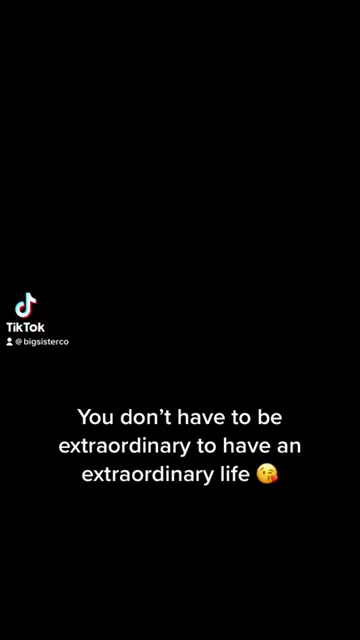 TikTok
@bigsisterco
You don’t have to be
extraordinary to have an
extraordinary life 😘